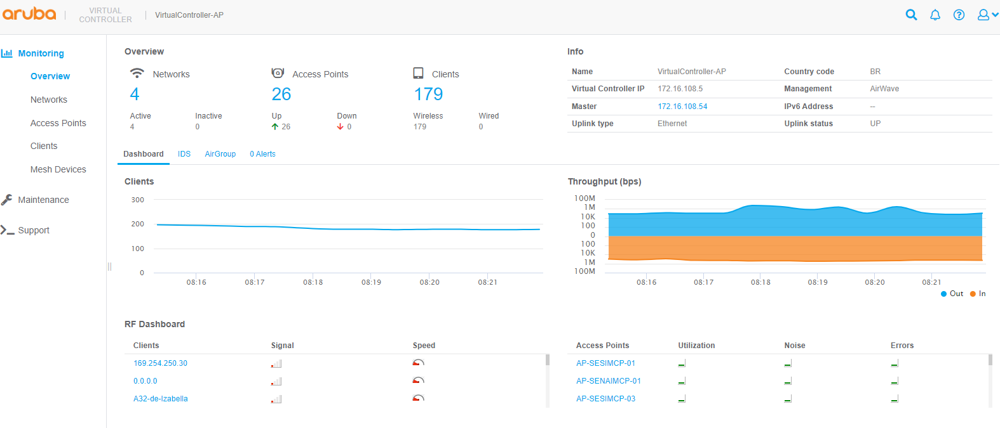 aruba
VIRTUAL
CONTROLLER
VirtualController-AP
Monitoring
Overview
Networks
Access Points
Clients
Mesh Devices
Maintenance
Support
Overview
Networks
4
Active Inactive
4 0
Access Points
26
Up Down
26 0
Clients
179
Wireless Wired
179 0
Info
Name VirtualController-AP Country code BR
Virtual Controller IP 172.16.108.5 Management AirWave
Master 172.16.108.54 IPv6 Address --
Uplink type Ethernet Uplink status UP
Dashboard IDS AirGroup 0 Alerts
Clients
300
200
100
0
08:16 08:17 08:18 08:19 08:20 08:21
Throughput (bps)
100M
1M
10K
100
0
100
10K
1M
100M
08:16 08:17 08:18 08:19 08:20 08:21
Out In
RF Dashboard
Clients Signal Speed
169.254.250.30
0.0.0.0
A32-de-Izabella
Access Points Utilization Noise Errors
AP-SESIMCP-01
AP-SENAIMCP-01
AP-SESIMCP-03